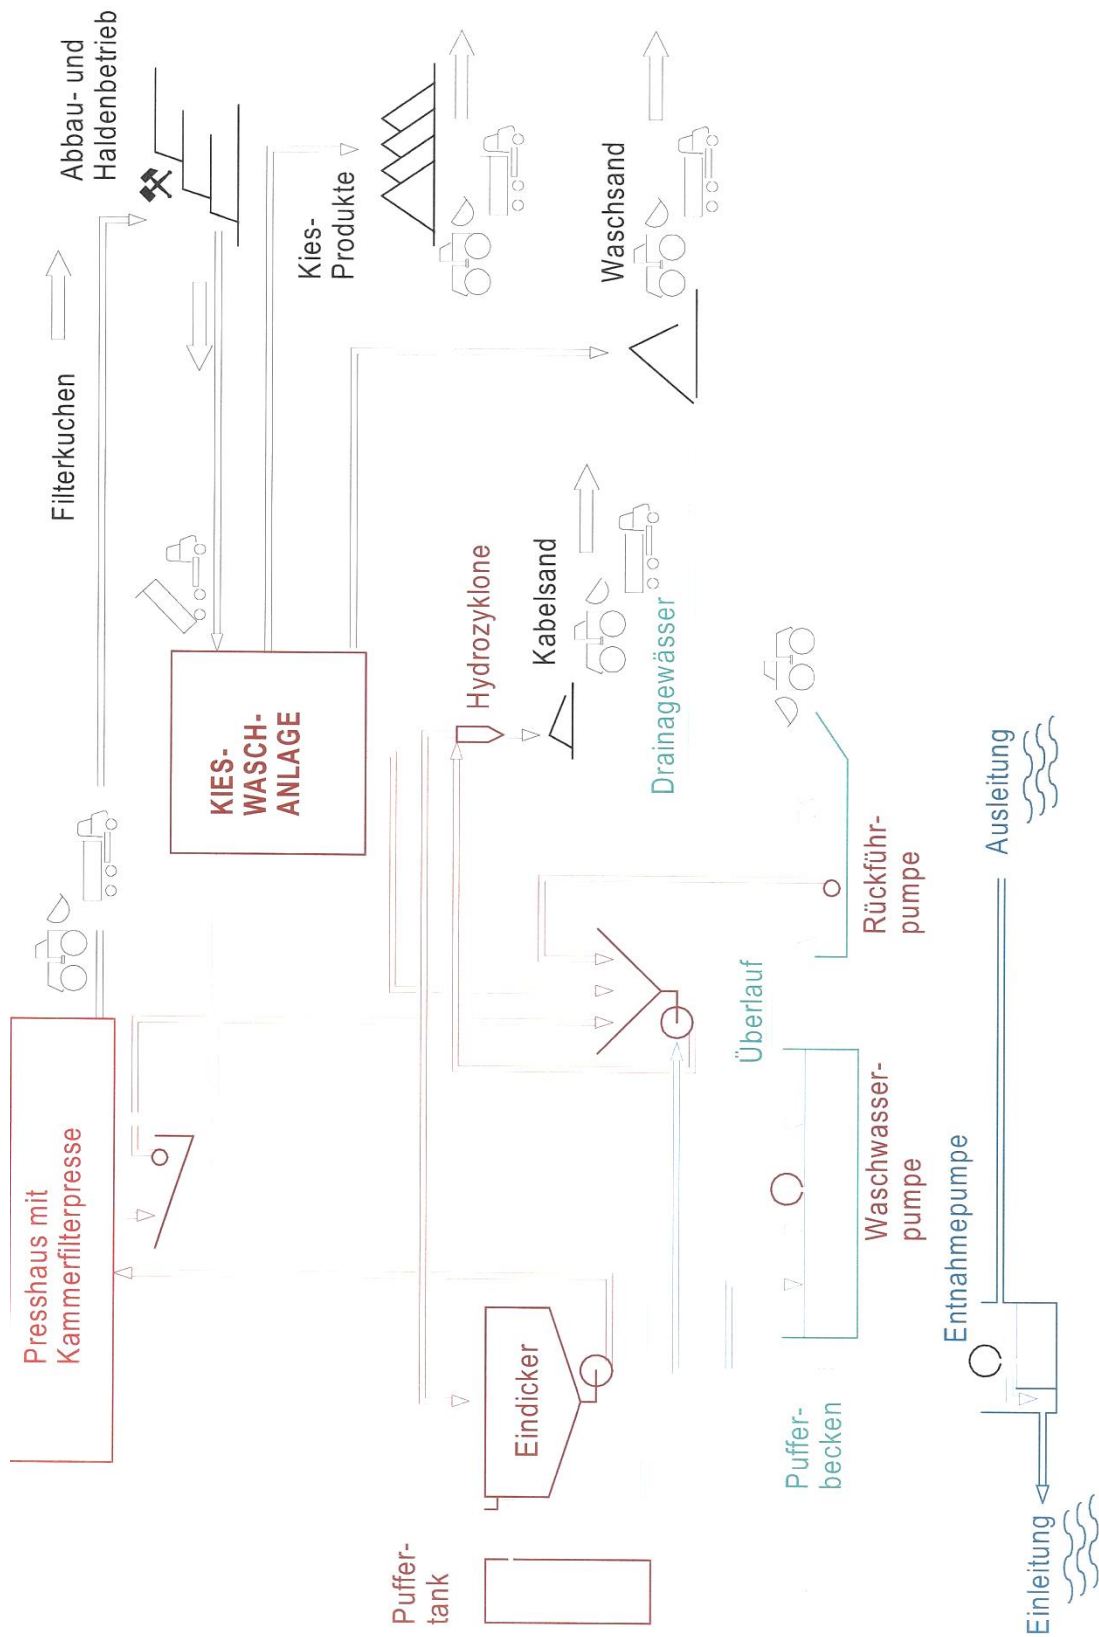 Presshaus mit
Kammerfilterpresse
Filterkuchen
Abbau- und
Haldenbetrieb
KIES-
WASCH-
ANLAGE
Kies-
Produkte
Puffer-
tank
Eindicker
Hydrozyklone
Kabelsand
Waschsand
Drainagewässer
Überlauf
Puffer-
becken
Waschwasser-
pumpe
Rückführ-
pumpe
Entnahmepumpe
Ausleitung
Einleitung